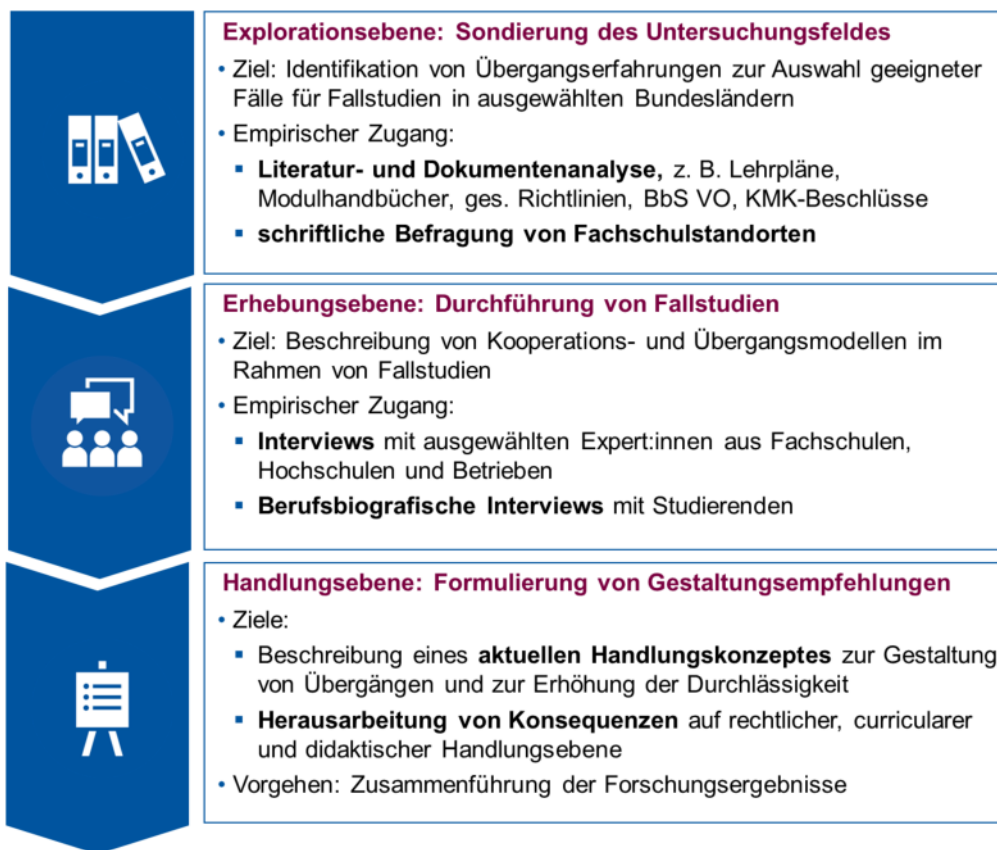 Explorationsebene: Sondierung des Untersuchungsfeldes
• Ziel: Identifikation von Übergangserfahrungen zur Auswahl geeigneter
Fälle für Fallstudien in ausgewählten Bundesländern
• Empirischer Zugang:
▪ Literatur- und Dokumentenanalyse, z. B. Lehrpläne,
Modulhandbücher, ges. Richtlinien, BbS VO, KMK-Beschlüsse
▪ schriftliche Befragung von Fachschulstandorten
Erhebungsebene: Durchführung von Fallstudien
• Ziel: Beschreibung von Kooperations- und Übergangsmodellen im
Rahmen von Fallstudien
• Empirischer Zugang:
▪ Interviews mit ausgewählten Expert:innen aus Fachschulen,
Hochschulen und Betrieben
▪ Berufsbiografische Interviews mit Studierenden
Handlungsebene: Formulierung von Gestaltungsempfehlungen
• Ziele:
▪ Beschreibung eines aktuellen Handlungskonzeptes zur Gestaltung
von Übergängen und zur Erhöhung der Durchlässigkeit
▪ Herausarbeitung von Konsequenzen auf rechtlicher, curricularer
und didaktischer Handlungsebene
• Vorgehen: Zusammenführung der Forschungsergebnisse